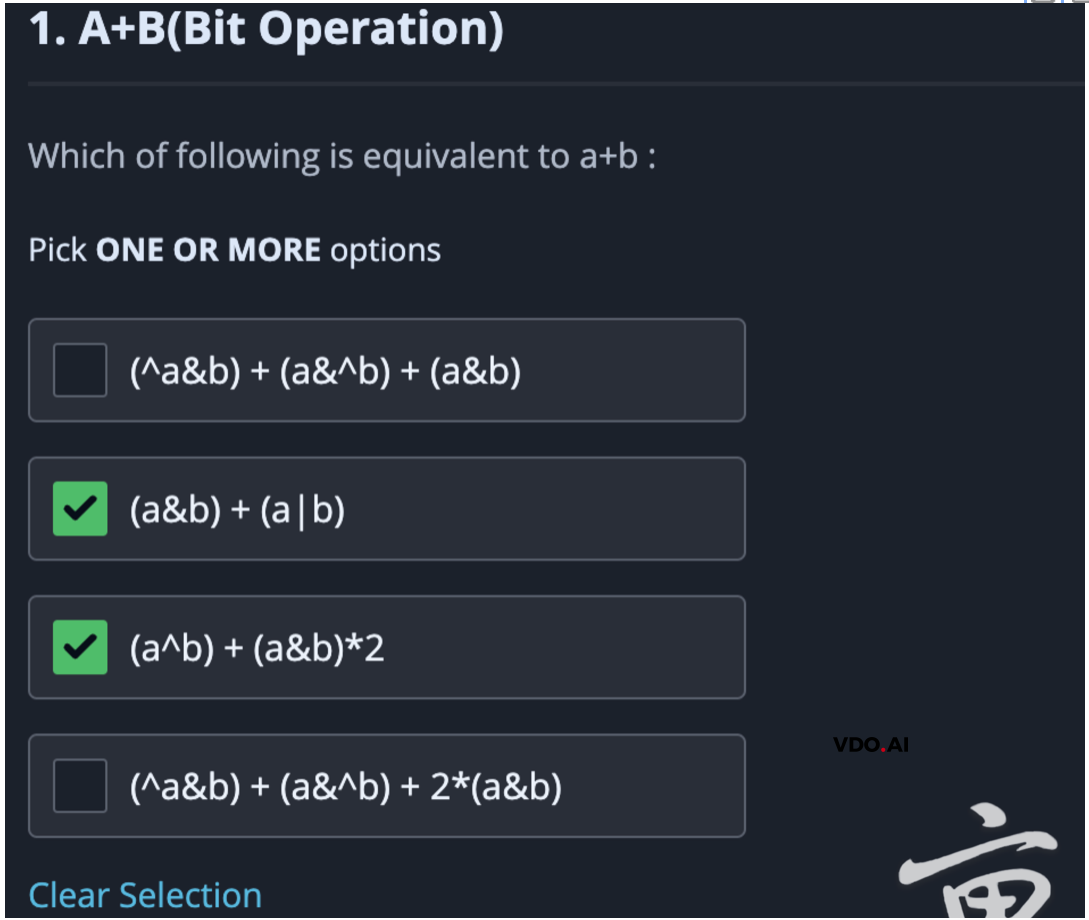 1. A+B(Bit Operation)
Which of following is equivalent to a+b :
Pick ONE OR MORE options
(^a&b) + (a&^b) + (a&b)
(a&b) + (a|b)
(a^b) + (a&b)*2
(^a&b) + (a&^b) + 2*(a&b)
VDO.AI
Clear Selection